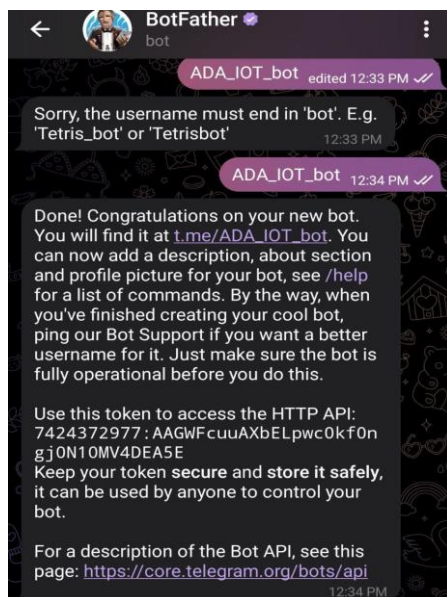 BotFather
bot
ADA_IOT_bot edited 12:33 PM
Sorry, the username must end in 'bot'. E.g.
'Tetris_bot' or 'Tetrisbot'
12:33 PM
ADA_IOT_bot 12:34 PM
Done! Congratulations on your new bot.
You will find it at t.me/ADA_IOT_bot. You
can now add a description, about section
and profile picture for your bot, see /help
for a list of commands. By the way, when
you've finished creating your cool bot,
ping our Bot Support if you want a better
username for it. Just make sure the bot is
fully operational before you do this.
Use this token to access the HTTP API:
7424372977:AAGWFcuuAXbELpwc0kf0n
gj0N10MV4DEA5E
Keep your token secure and store it safely,
it can be used by anyone to control your
bot.
For a description of the Bot API, see this
page: https://core.telegram.org/bots/api
12:34 PM